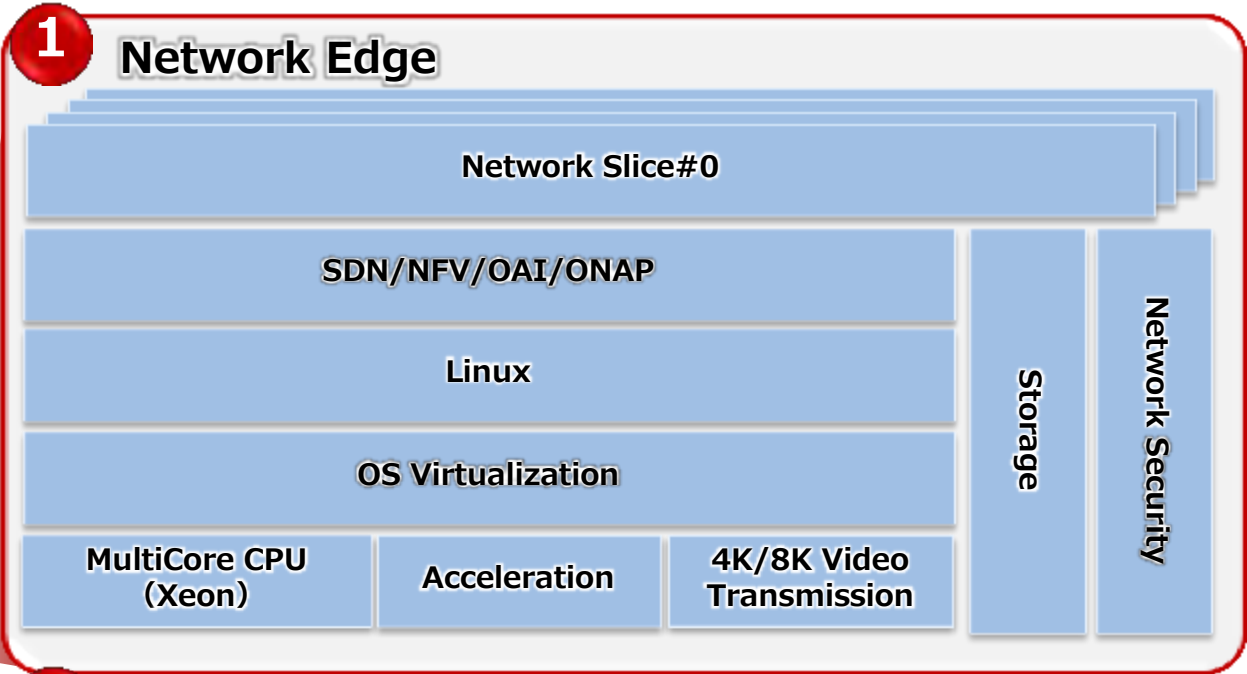 1
Network Edge
Network Slice#0
SDN/NFV/OAI/ONAP
Linux
OS Virtualization
MultiCore CPU
（Xeon）
Acceleration
4K/8K Video
Transmission
Storage
Network Security